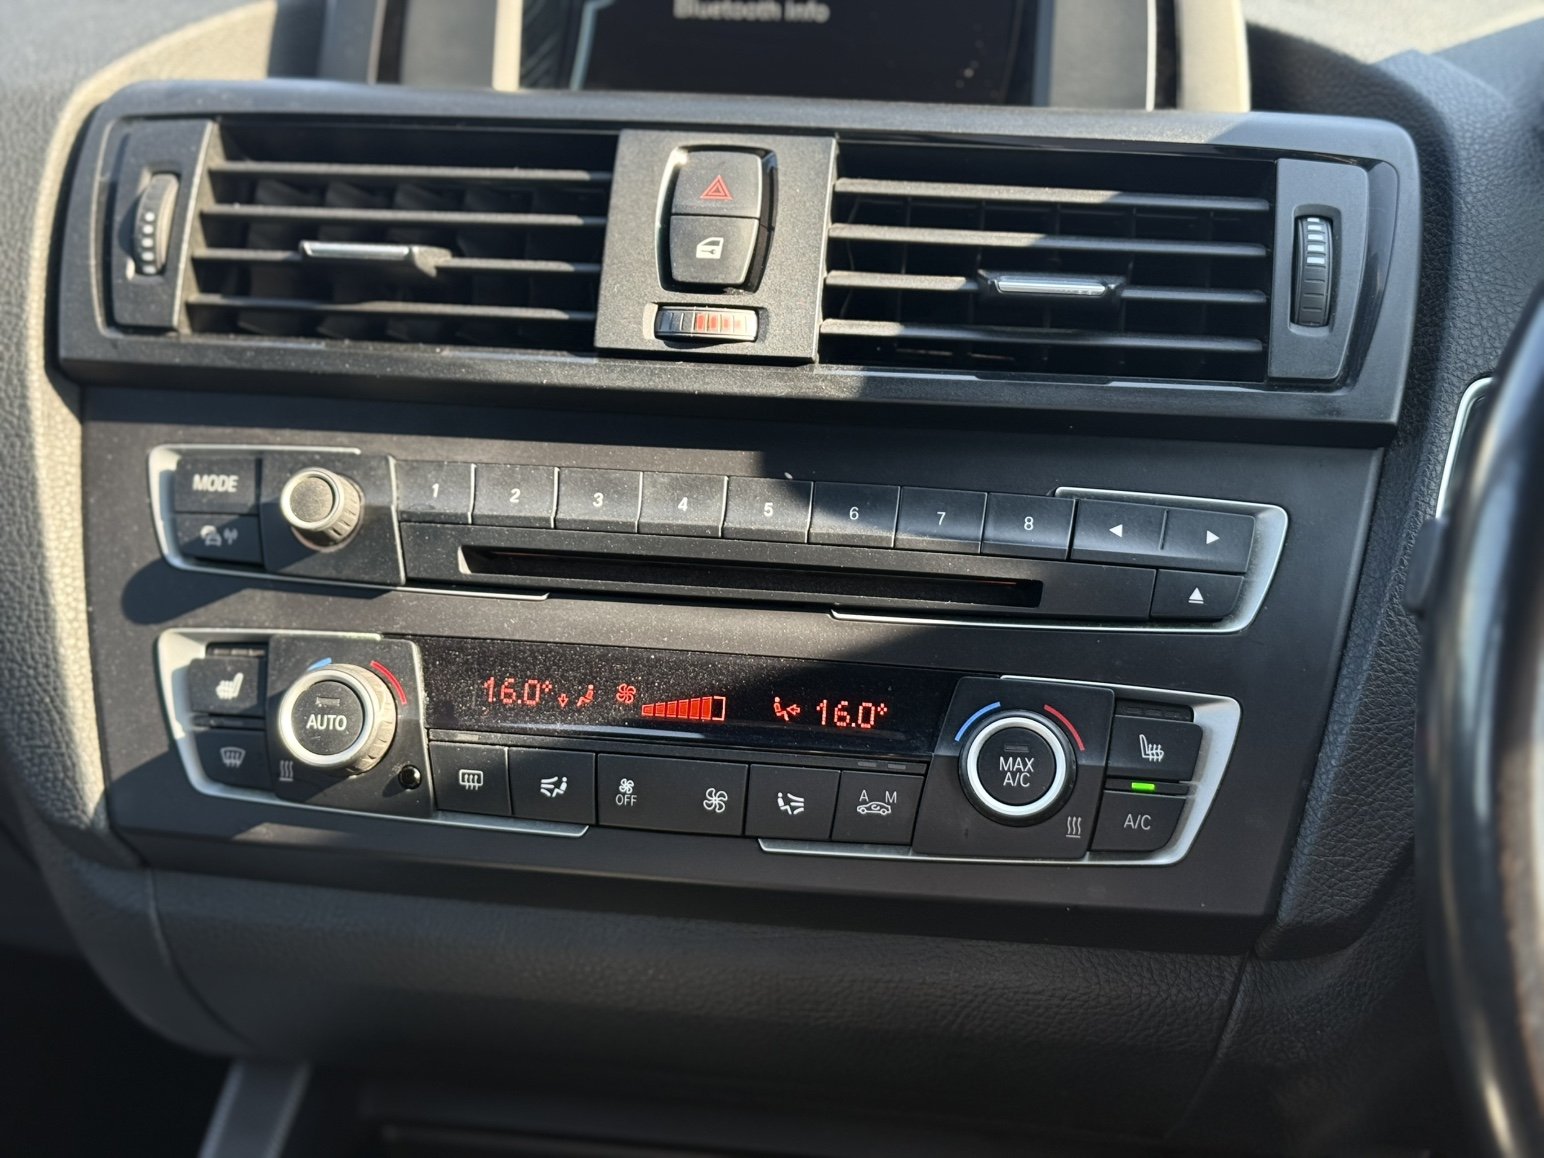 Bluetooth info
MODE
1 2 3 4 5 6 7 8
16.0° 16.0°
AUTO
MAX
A/C
OFF
A M
A/C